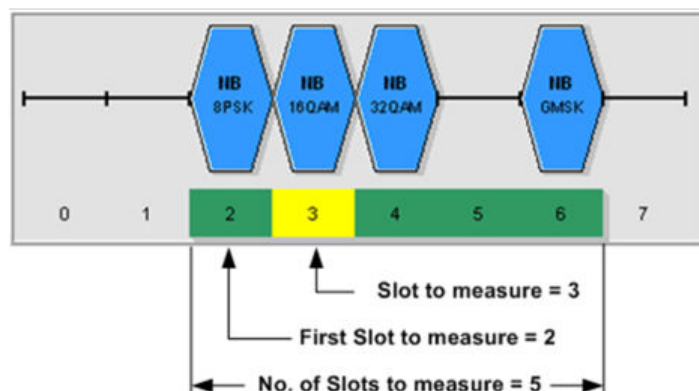 NB NB NB NB
8PSK 16QAM 32QAM GMSK
0 1 2 3 4 5 6 7
Slot to measure = 3
First Slot to measure = 2
No. of Slots to measure = 5